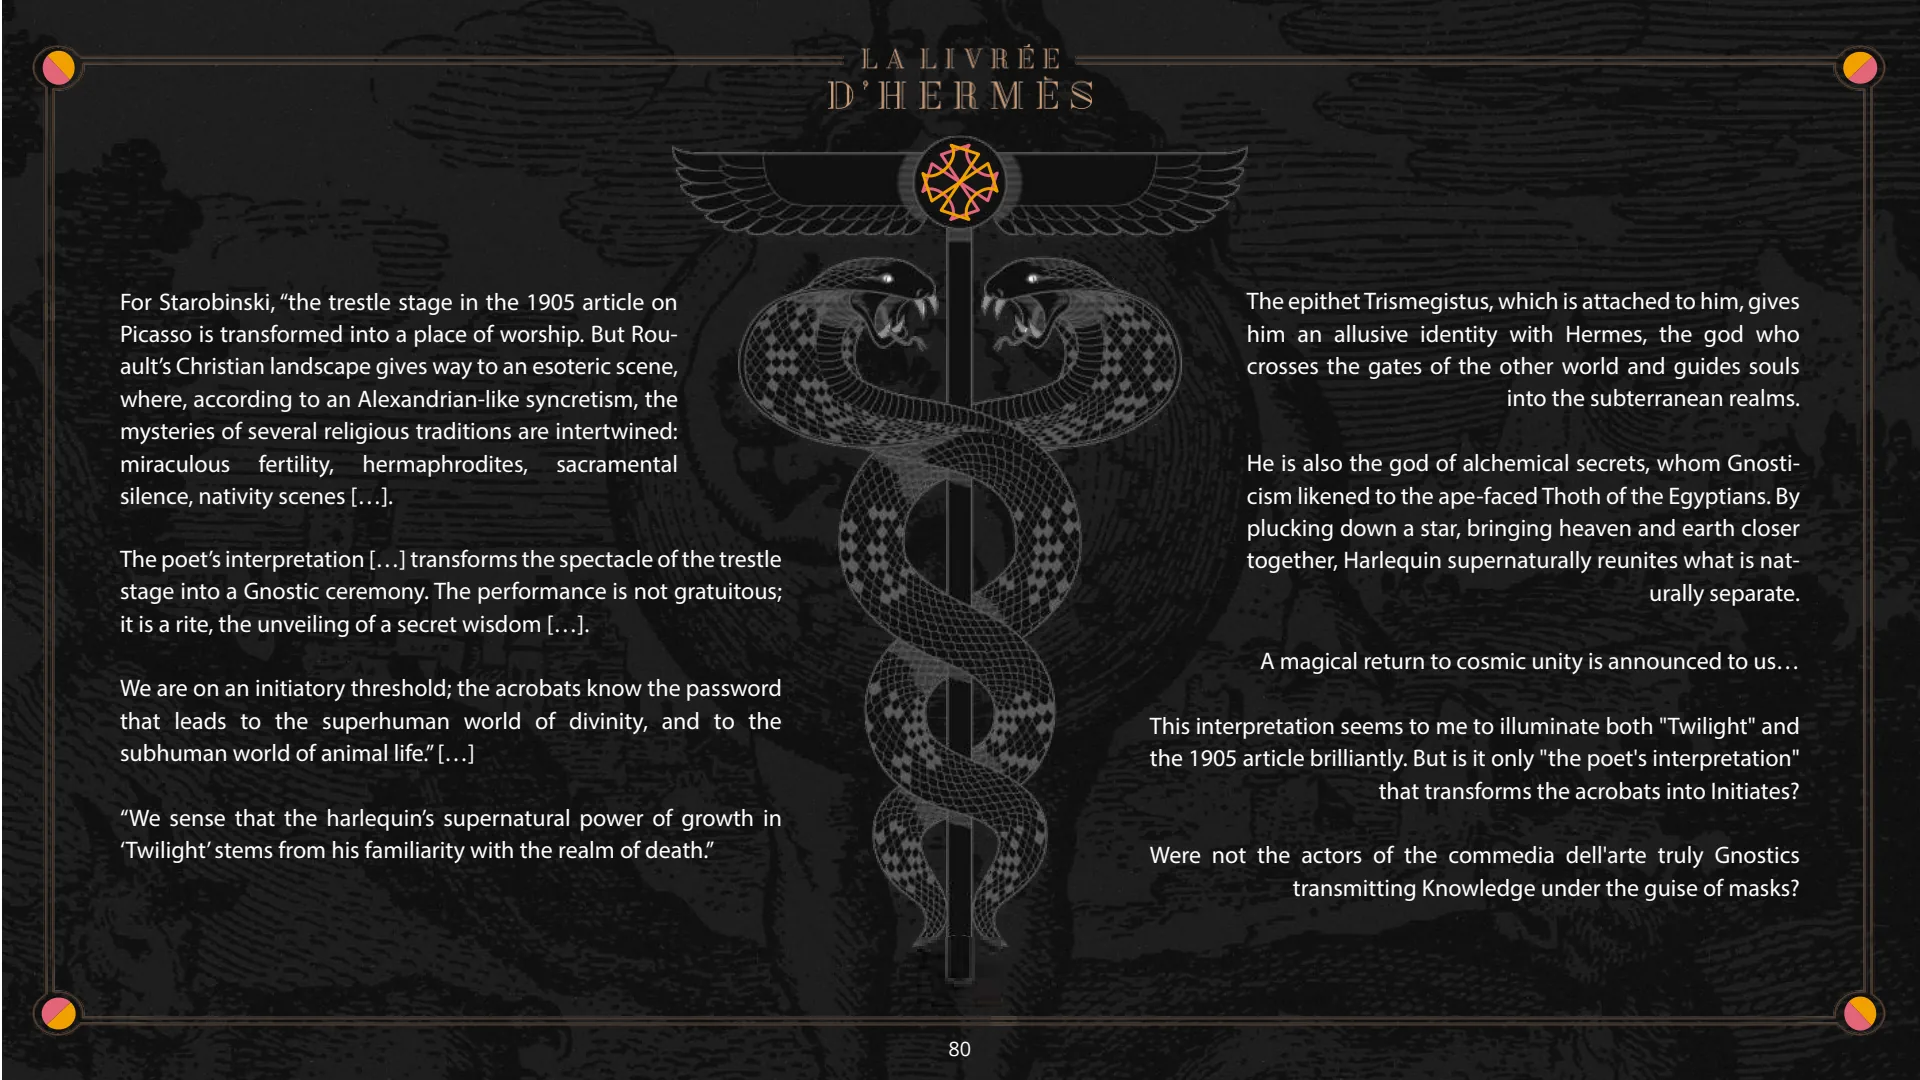 LA LIVRÉE
D'HERMÈS
For Starobinski, “the trestle stage in the 1905 article on
Picasso is transformed into a place of worship. But Rou-
ault’s Christian landscape gives way to an esoteric scene,
where, according to an Alexandrian-like syncretism, the
mysteries of several religious traditions are intertwined:
miraculous fertility, hermaphrodites, sacramental
silence, nativity scenes […].
The poet’s interpretation […] transforms the spectacle of the trestle
stage into a Gnostic ceremony. The performance is not gratuitous;
it is a rite, the unveiling of a secret wisdom […].
We are on an initiatory threshold; the acrobats know the password
that leads to the superhuman world of divinity, and to the
subhuman world of animal life.” […]
“We sense that the harlequin’s supernatural power of growth in
‘Twilight’ stems from his familiarity with the realm of death.”
The epithet Trismegistus, which is attached to him, gives
him an allusive identity with Hermes, the god who
crosses the gates of the other world and guides souls
into the subterranean realms.
He is also the god of alchemical secrets, whom Gnosti-
cism likened to the ape-faced Thoth of the Egyptians. By
plucking down a star, bringing heaven and earth closer
together, Harlequin supernaturally reunites what is nat-
urally separate.
A magical return to cosmic unity is announced to us…
This interpretation seems to me to illuminate both "Twilight" and
the 1905 article brilliantly. But is it only "the poet's interpretation"
that transforms the acrobats into Initiates?
Were not the actors of the commedia dell'arte truly Gnostics
transmitting Knowledge under the guise of masks?
80